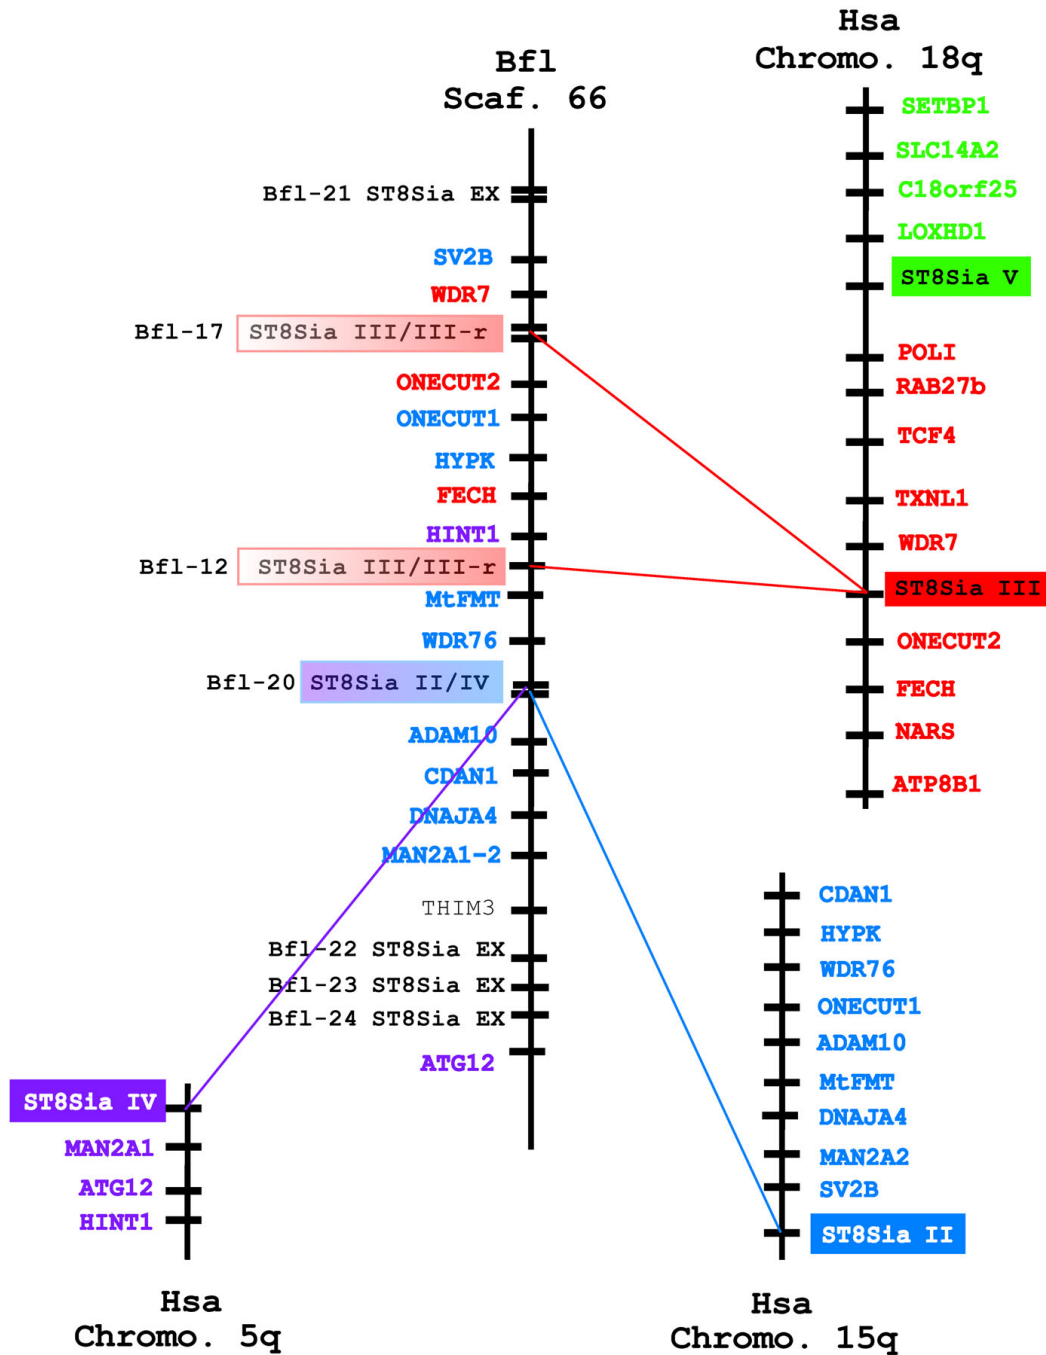 Bfl
Scaf. 66
Bfl-21 ST8Sia EX
SV2B
WDR7
Bfl-17 ST8Sia III/III-r
ONECUT2
ONECUT1
HYPK
FECH
HINT1
Bfl-12 ST8Sia III/III-r
MtFMT
WDR76
Bfl-20 ST8Sia II/IV
ADAM10
CDAN1
DNAJA4
MAN2A1-2
THIM3
Bfl-22 ST8Sia EX
Bfl-23 ST8Sia EX
Bfl-24 ST8Sia EX
ATG12
Hsa
Chromo. 18q
SETBP1
SLC14A2
C18orf25
LOXHD1
ST8Sia V
POLI
RAB27b
TCF4
TXNL1
WDR7
ST8Sia III
ONECUT2
FECH
NARS
ATP8B1
ST8Sia IV
MAN2A1
ATG12
HINT1
Hsa
Chromo. 5q
CDAN1
HYPK
WDR76
ONECUT1
ADAM10
MtFMT
DNAJA4
MAN2A2
SV2B
ST8Sia II
Hsa
Chromo. 15q